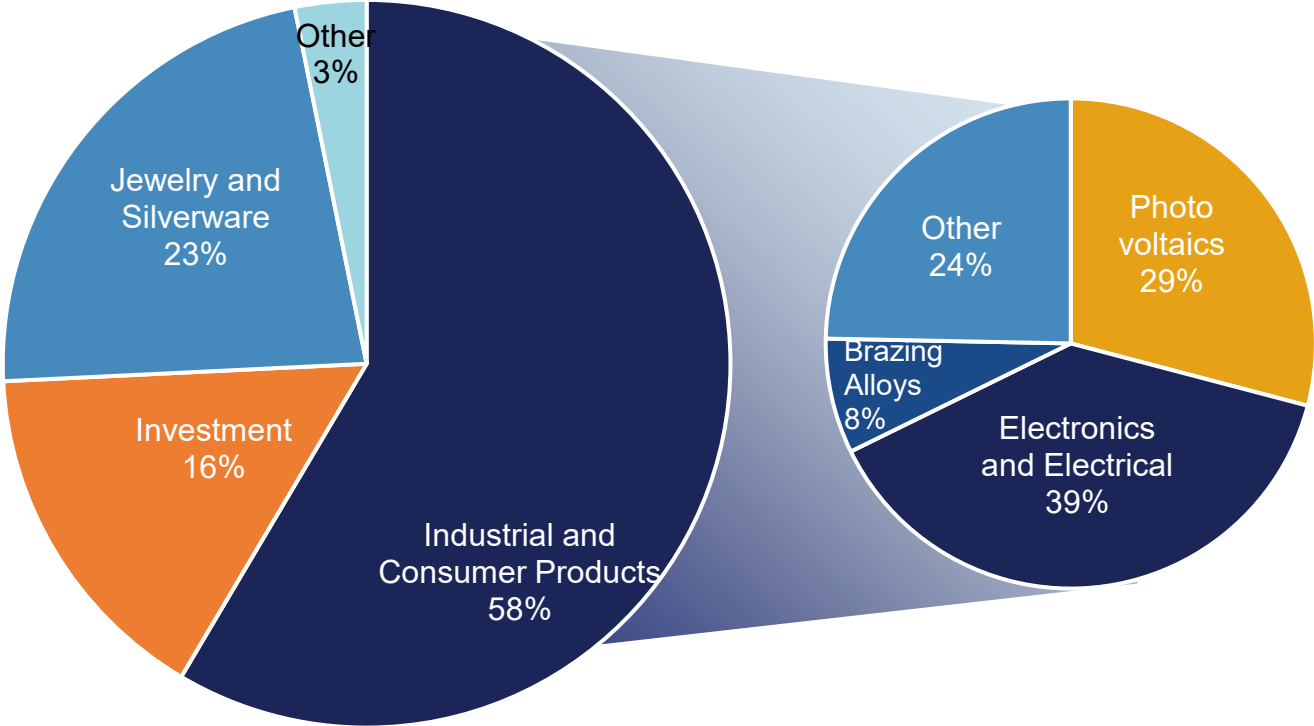 Other
3%
Jewelry and
Silverware
23%
Investment
16%
Industrial and
Consumer Products
58%
Other
24%
Photo
voltaics
29%
Brazing
Alloys
8%
Electronics
and Electrical
39%